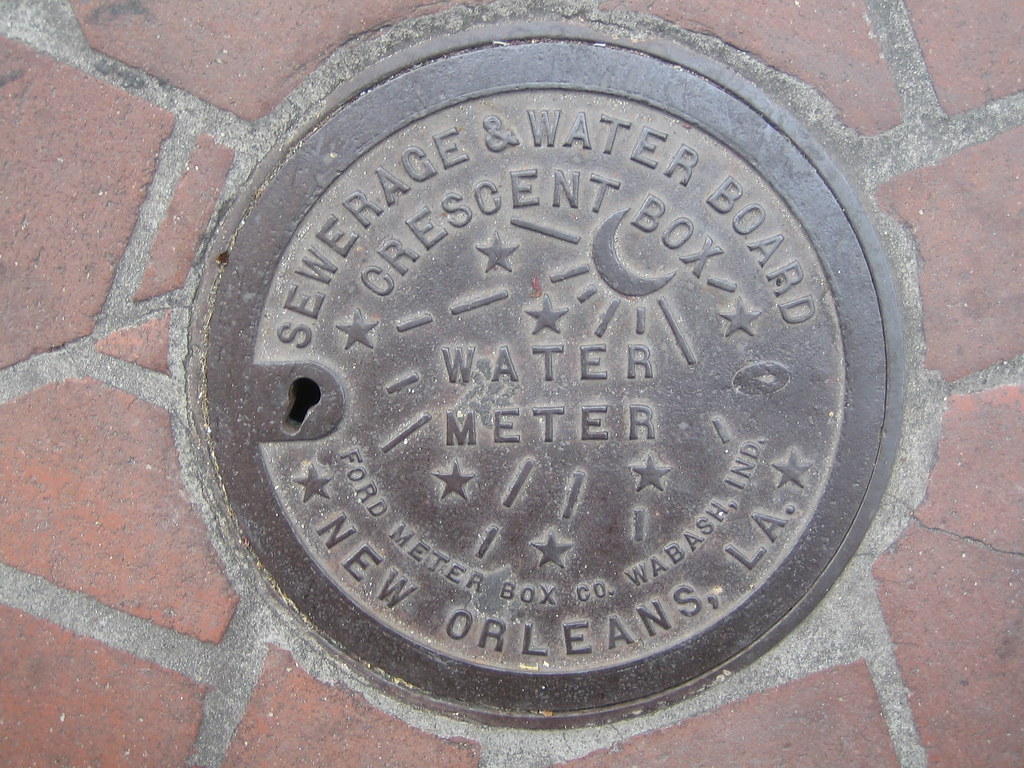 SEWERAGE & WATER BOARD
CRESCENT BOX
WATER
METER
FORD METER BOX CO. WABASH, IND.
NEW ORLEANS, LA.